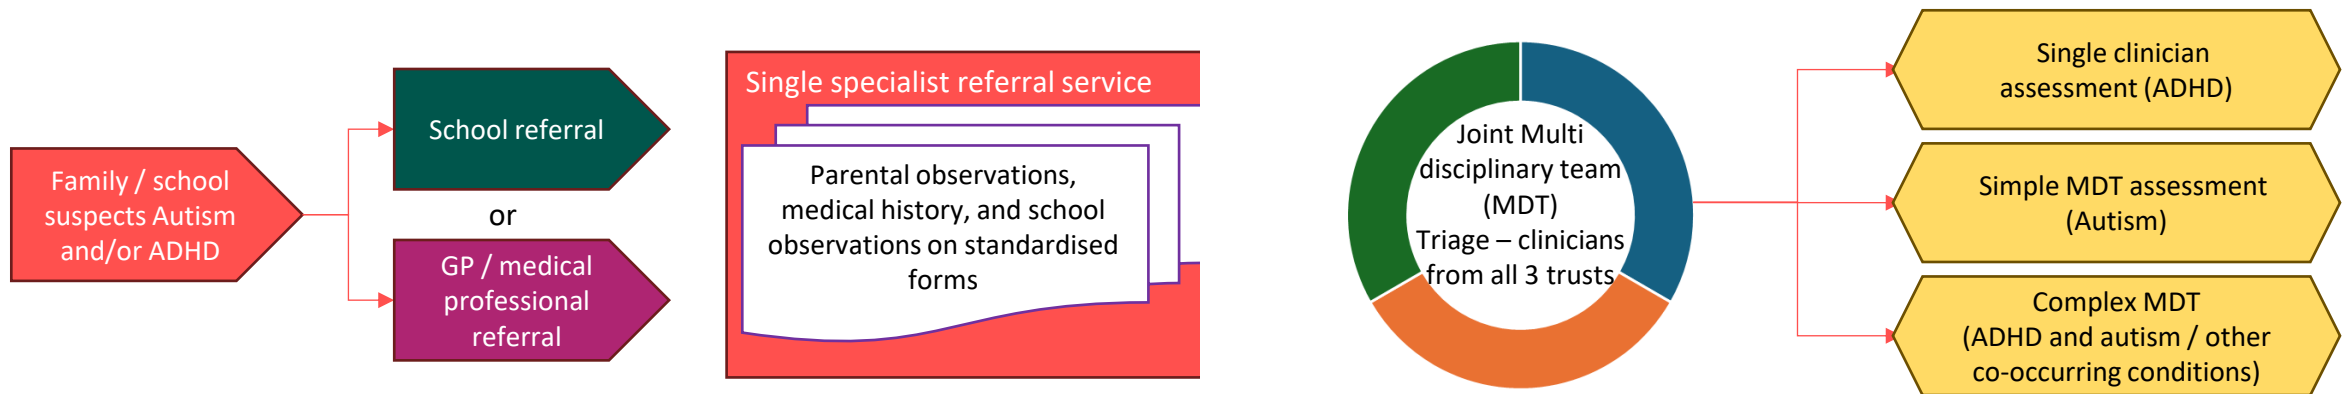 Family / school
suspects Autism
and/or ADHD
School referral
or
GP / medical
professional
referral
Single specialist referral service
Parental observations,
medical history, and school
observations on standardised
forms
Joint Multi
disciplinary team
(MDT)
Triage – clinicians
from all 3 trusts
Single clinician
assessment (ADHD)
Simple MDT assessment
(Autism)
Complex MDT
(ADHD and autism / other
co-occurring conditions)